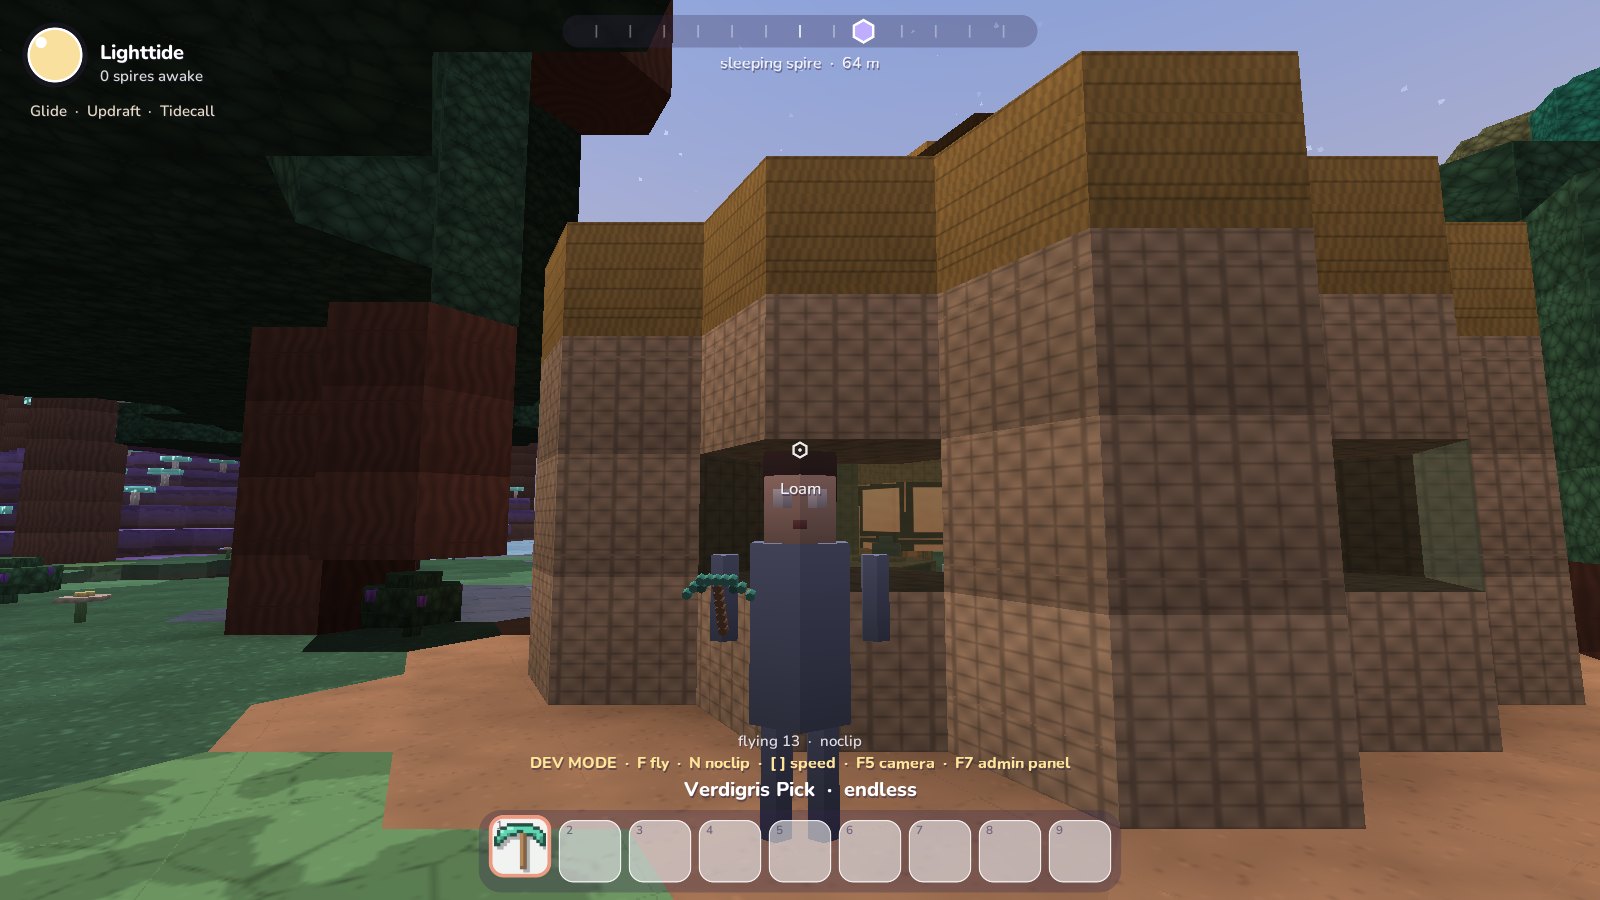 Lighttide
0 spires awake
Glide · Updraft · Tidecall
sleeping spire · 64 m
Loam
flying 13 · noclip
DEV MODE · F fly · N noclip · [ ] speed · F5 camera · F7 admin panel
Verdigris Pick · endless
1 2 3 4 5 6 7 8 9